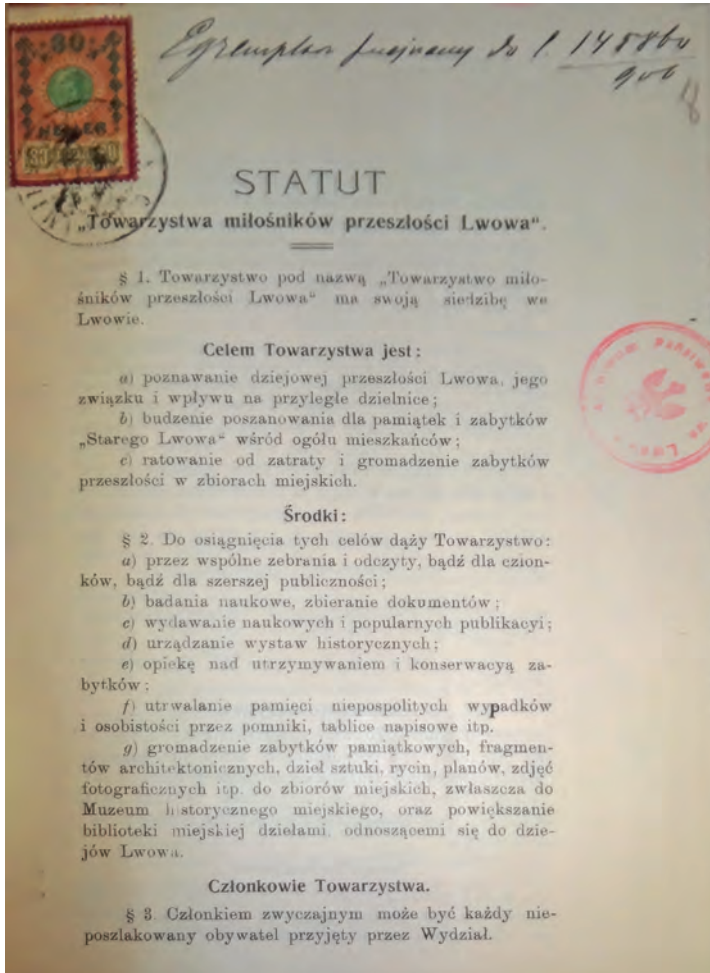 Egzemplarz do l. 14886
906
8
30
HELLER
STATUT
„Towarzystwa miłośników przeszłości Lwowa“.
§ 1. Towarzystwo pod nazwą „Towarzystwo miło-
śników przeszłości Lwowa“ ma swoją siedzibę we
Lwowie.
Celem Towarzystwa jest:
a) poznawanie dziejowej przeszłości Lwowa, jego
związku i wpływu na przyległe dzielnice;
b) budzenie poszanowania dla pamiątek i zabytków
„Starego Lwowa“ wśród ogółu mieszkańców;
c) ratowanie od zatraty i gromadzenie zabytków
przeszłości w zbiorach miejskich.
Środki:
§ 2. Do osiągnięcia tych celów dąży Towarzystwo:
a) przez wspólne zebrania i odczyty, bądź dla człon-
ków, bądź dla szerszej publiczności;
b) badania naukowe, zbieranie dokumentów;
c) wydawanie naukowych i popularnych publikacyi;
d) urządzanie wystaw historycznych;
e) opiekę nad utrzymywaniem i konserwacyą za-
bytków;
f) utrwalanie pamięci niepospolitych wypadków
i osobistości przez pomniki, tablice napisowe itp.
g) gromadzenie zabytków pamiątkowych, fragmen-
tów architektonicznych, dzieł sztuki, rycin, planów, zdjęć
fotograficznych itp. do zbiorów miejskich, zwłaszcza do
Muzeum historycznego miejskiego, oraz powiększanie
biblioteki miejskiej dziełami, odnoszącemi się do dzie-
jów Lwowa.
Członkowie Towarzystwa.
§ 3. Członkiem zwyczajnym może być każdy nie-
poszlakowany obywatel przyjęty przez Wydział.